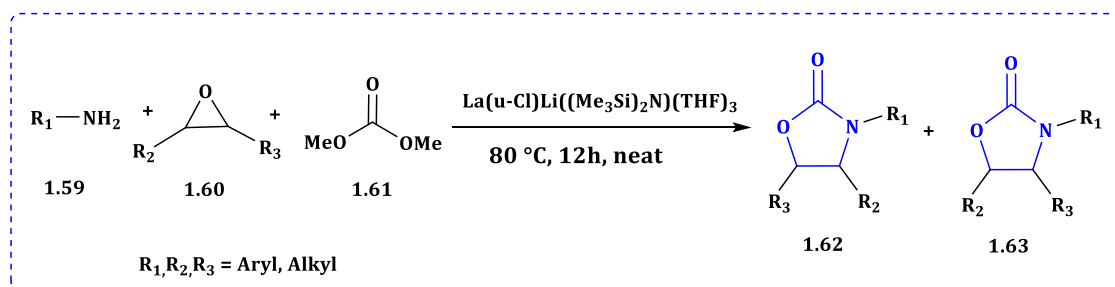 R₁—NH₂ + O R₂ R₃ + O MeO OMe La(u-Cl)Li((Me₃Si)₂N)(THF)₃ O O N R₁ R₃ R₂ + O O N R₁ R₂ R₃
80 °C, 12h, neat
1.59 1.60 1.61 1.62 1.63
R₁,R₂,R₃ = Aryl, Alkyl